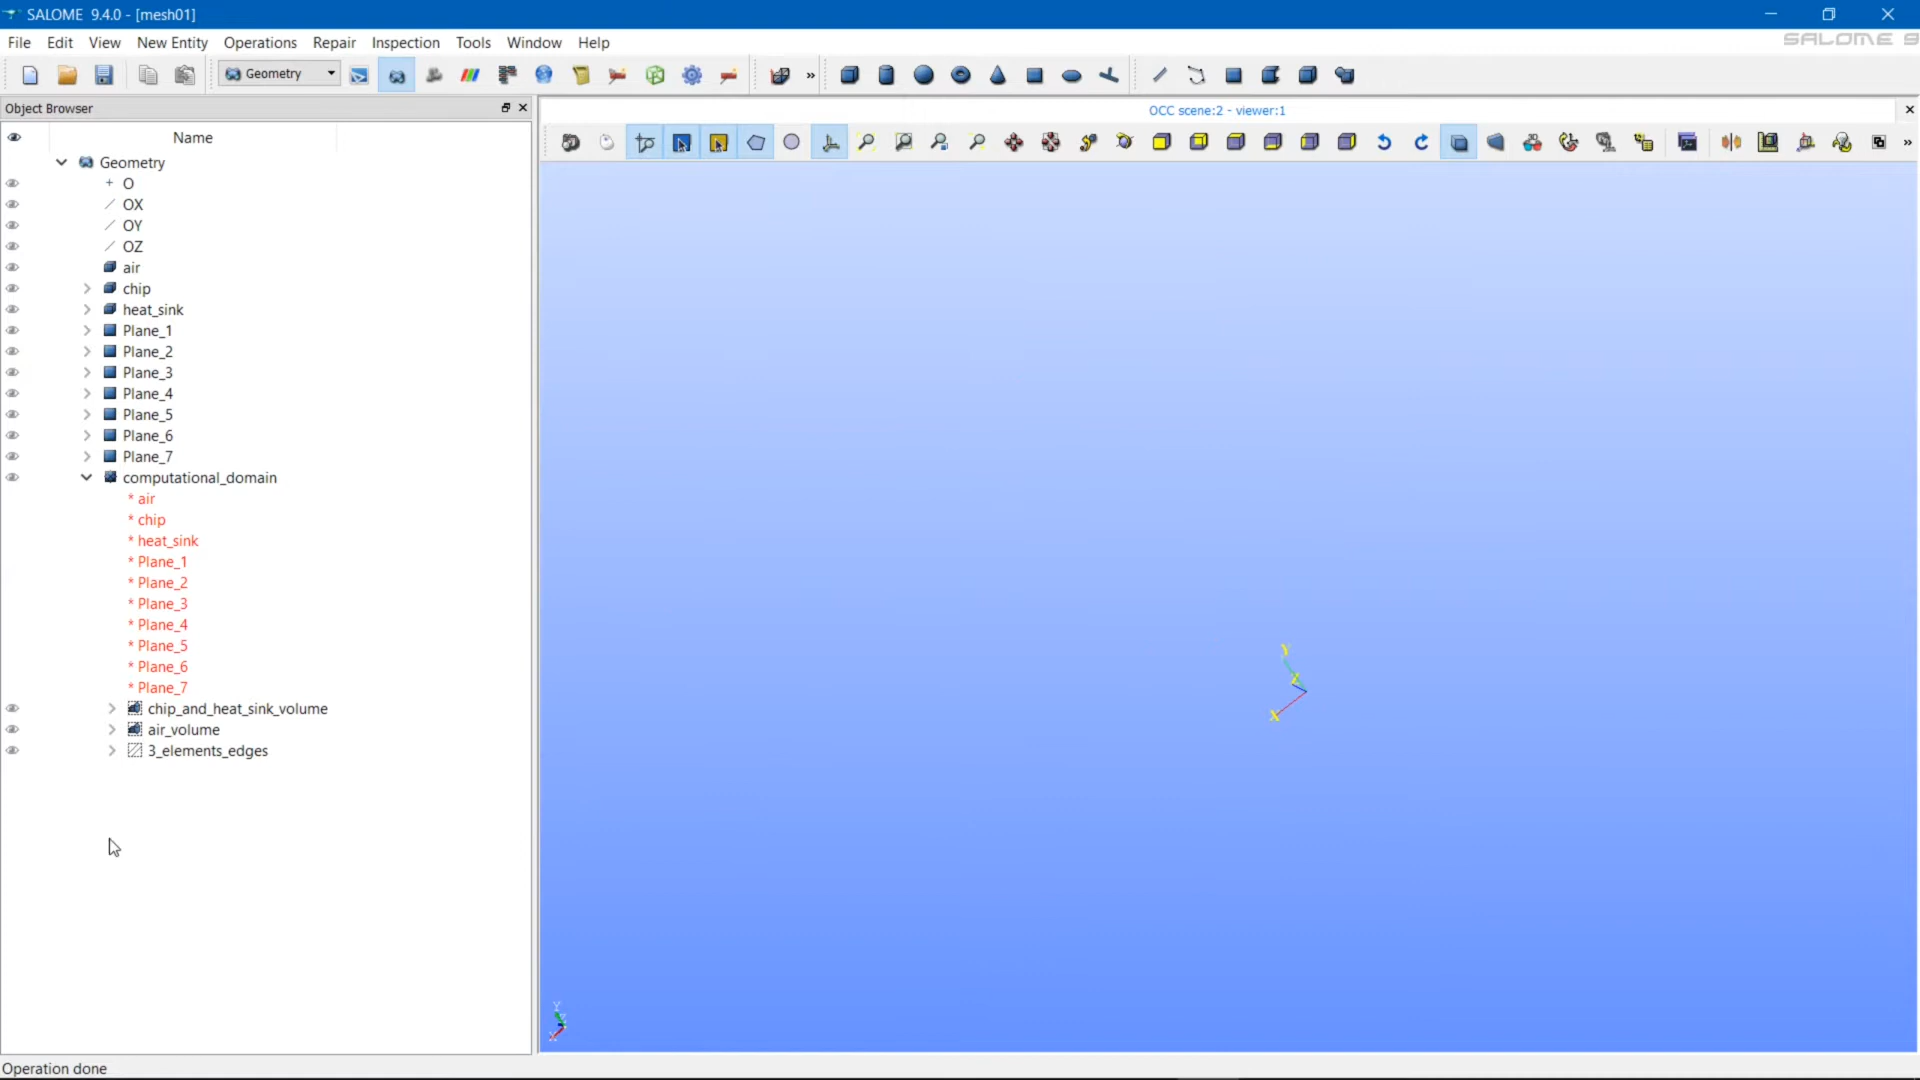 SALOME 9.4.0 - [mesh01]
File Edit View New Entity Operations Repair Inspection Tools Window Help
SALOME 9
Geometry
Object Browser
OCC scene:2 - viewer:1
Name
Geometry
O
OX
OY
OZ
air
chip
heat_sink
Plane_1
Plane_2
Plane_3
Plane_4
Plane_5
Plane_6
Plane_7
computational_domain
* air
* chip
* heat_sink
* Plane_1
* Plane_2
* Plane_3
* Plane_4
* Plane_5
* Plane_6
* Plane_7
chip_and_heat_sink_volume
air_volume
3_elements_edges
Y
X
Operation done